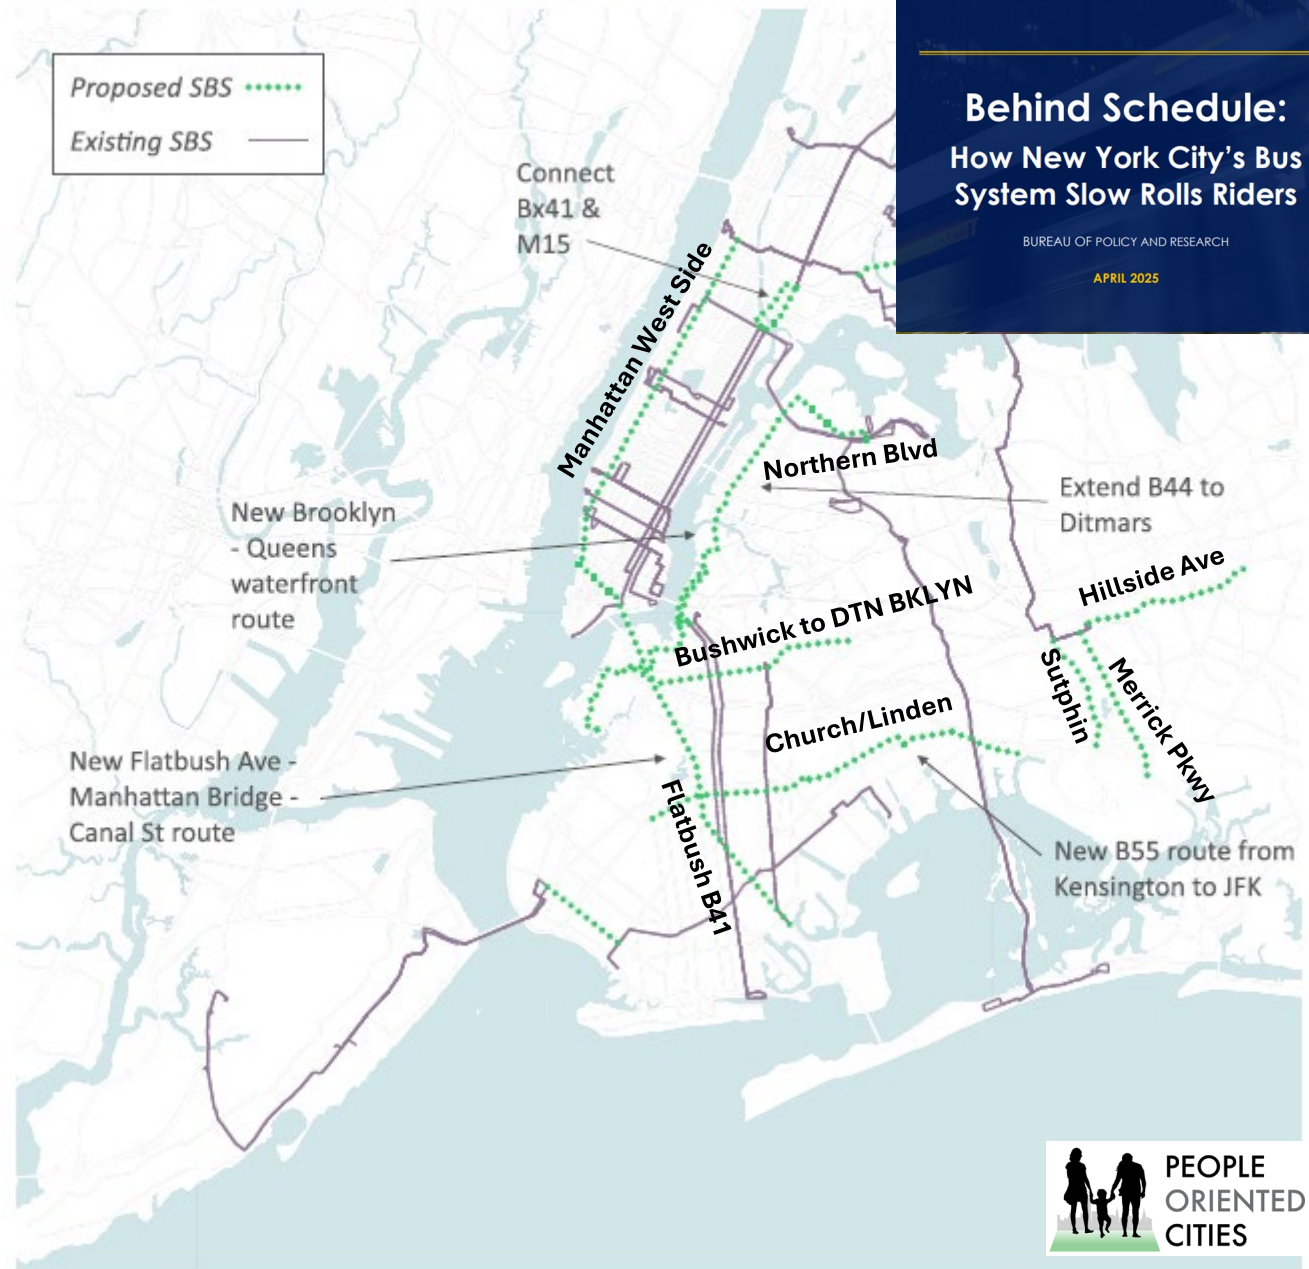 Proposed SBS
Existing SBS
Behind Schedule:
How New York City's Bus
System Slow Rolls Riders
BUREAU OF POLICY AND RESEARCH
APRIL 2025
Connect
Bx41 &
M15
Manhattan West Side
Northern Blvd
Extend B44 to
Ditmars
New Brooklyn
- Queens
waterfront
route
Hillside Ave
Bushwick to DTN BKLYN
Sutphin
Merrick Pkwy
Church/Linden
New Flatbush Ave -
Manhattan Bridge -
Canal St route
Flatbush B41
New B55 route from
Kensington to JFK
PEOPLE
ORIENTED
CITIES